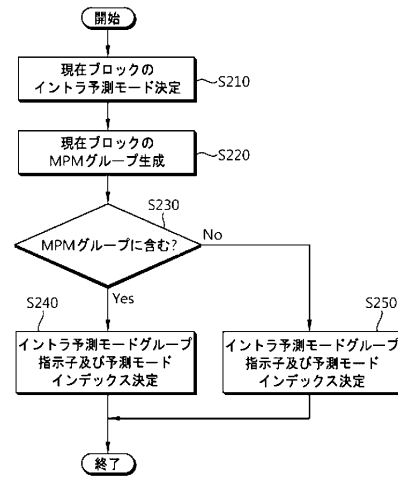 開始
現在ブロックの
イントラ予測モード決定
S210
現在ブロックの
MPMグループ生成
S220
S230
MPMグループに含む?
No
Yes
S240
イントラ予測モードグループ
指示子及び予測モード
インデックス決定
S250
イントラ予測モードグループ
指示子及び予測モード
インデックス決定
終了